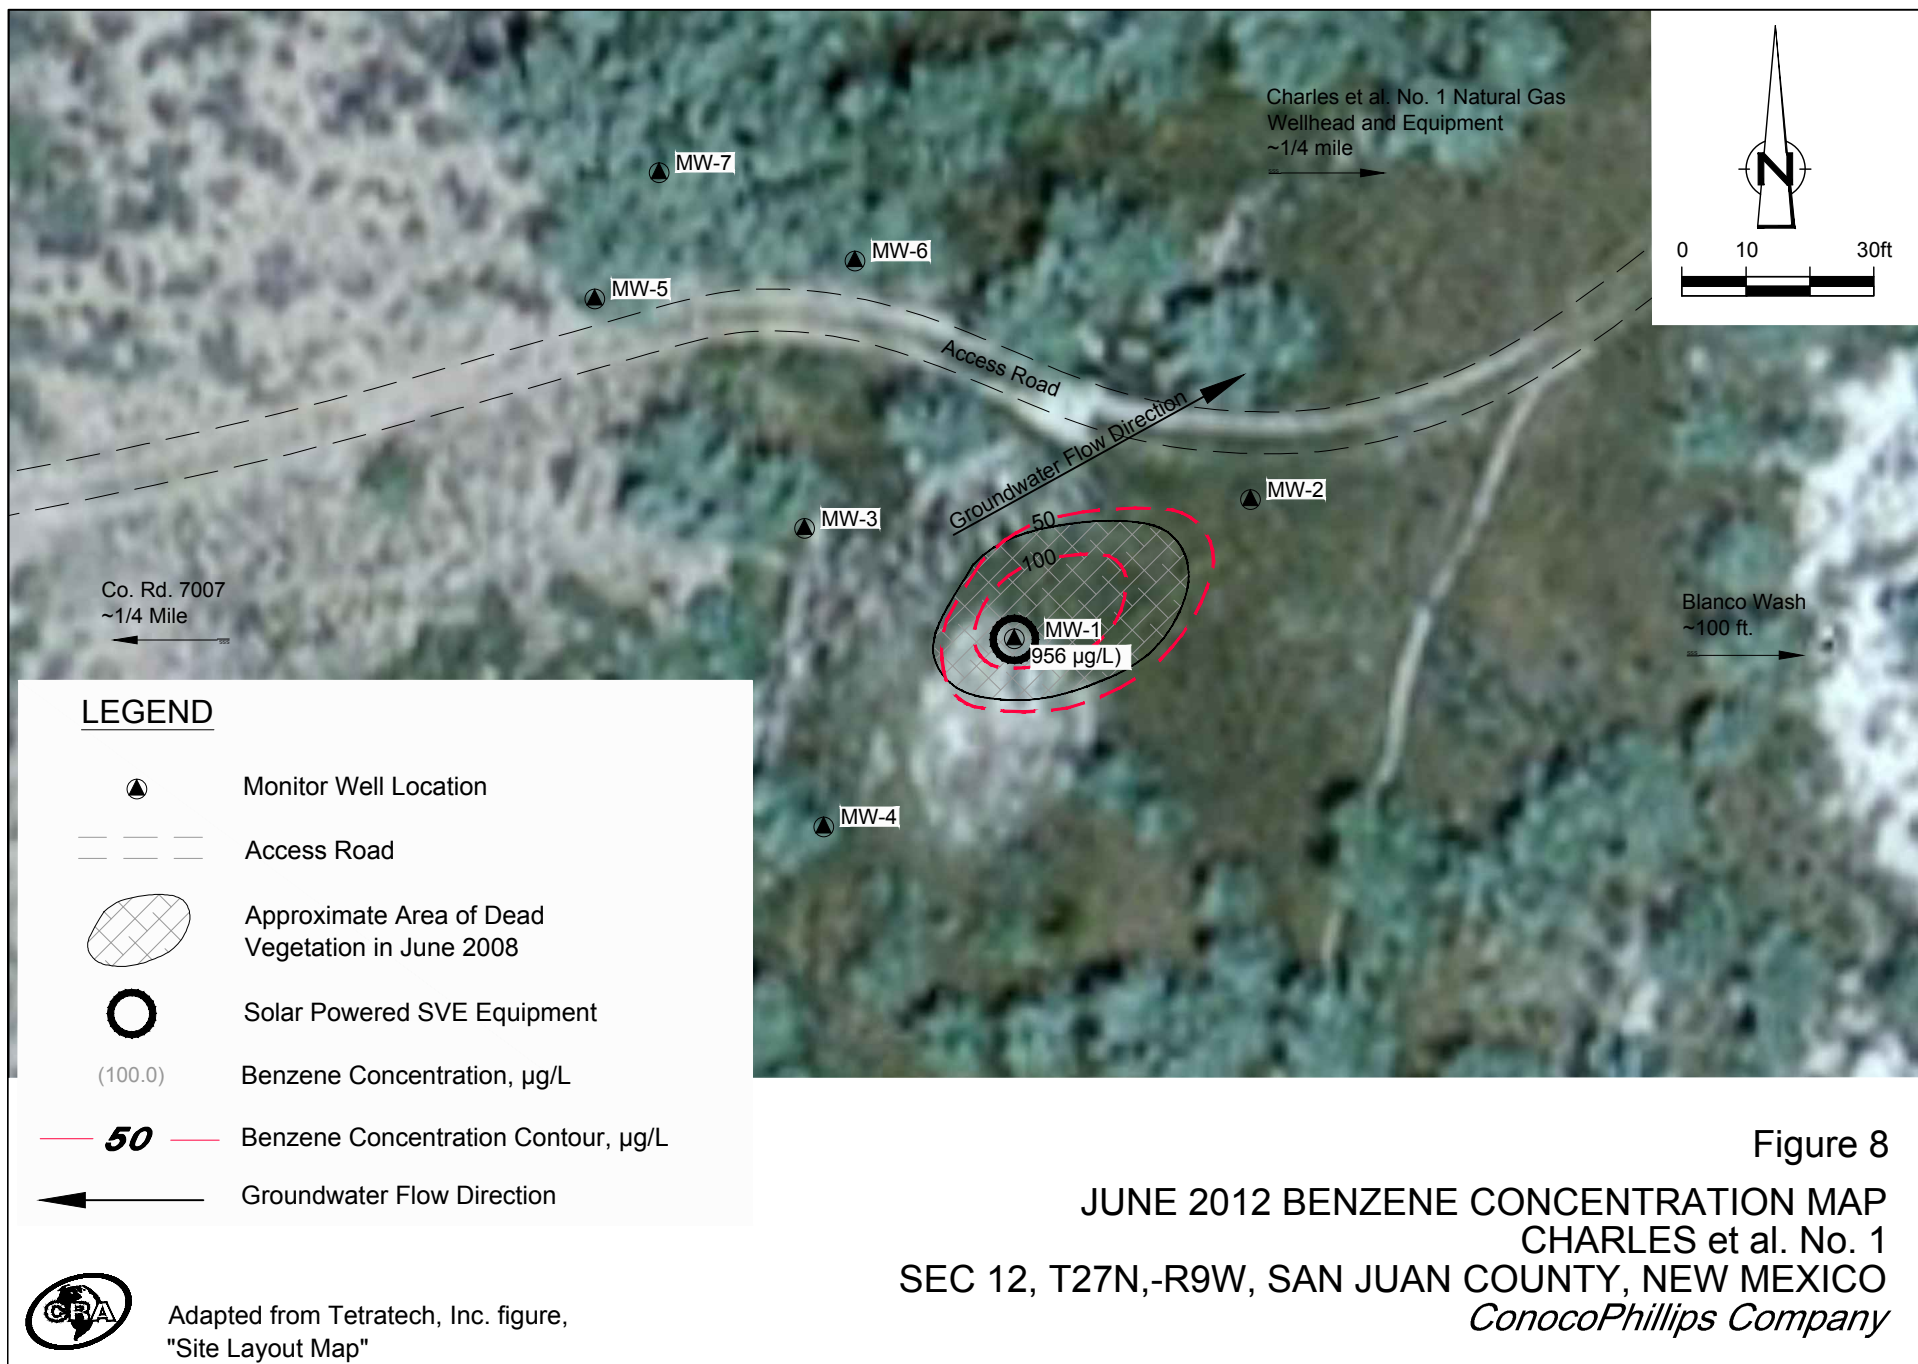 Charles et al. No. 1 Natural Gas
Wellhead and Equipment
~1/4 mile
N
0 10 30ft
MW-7
MW-6
MW-5
Access Road
Groundwater Flow Direction
MW-2
MW-3
50
100
MW-1
956 µg/L)
Co. Rd. 7007
~1/4 Mile
Blanco Wash
~100 ft.
MW-4
LEGEND
Monitor Well Location
Access Road
Approximate Area of Dead
Vegetation in June 2008
Solar Powered SVE Equipment
(100.0) Benzene Concentration, µg/L
50 Benzene Concentration Contour, µg/L
Groundwater Flow Direction
Figure 8
JUNE 2012 BENZENE CONCENTRATION MAP
CHARLES et al. No. 1
SEC 12, T27N,-R9W, SAN JUAN COUNTY, NEW MEXICO
ConocoPhillips Company
CRA
Adapted from Tetratech, Inc. figure,
"Site Layout Map"